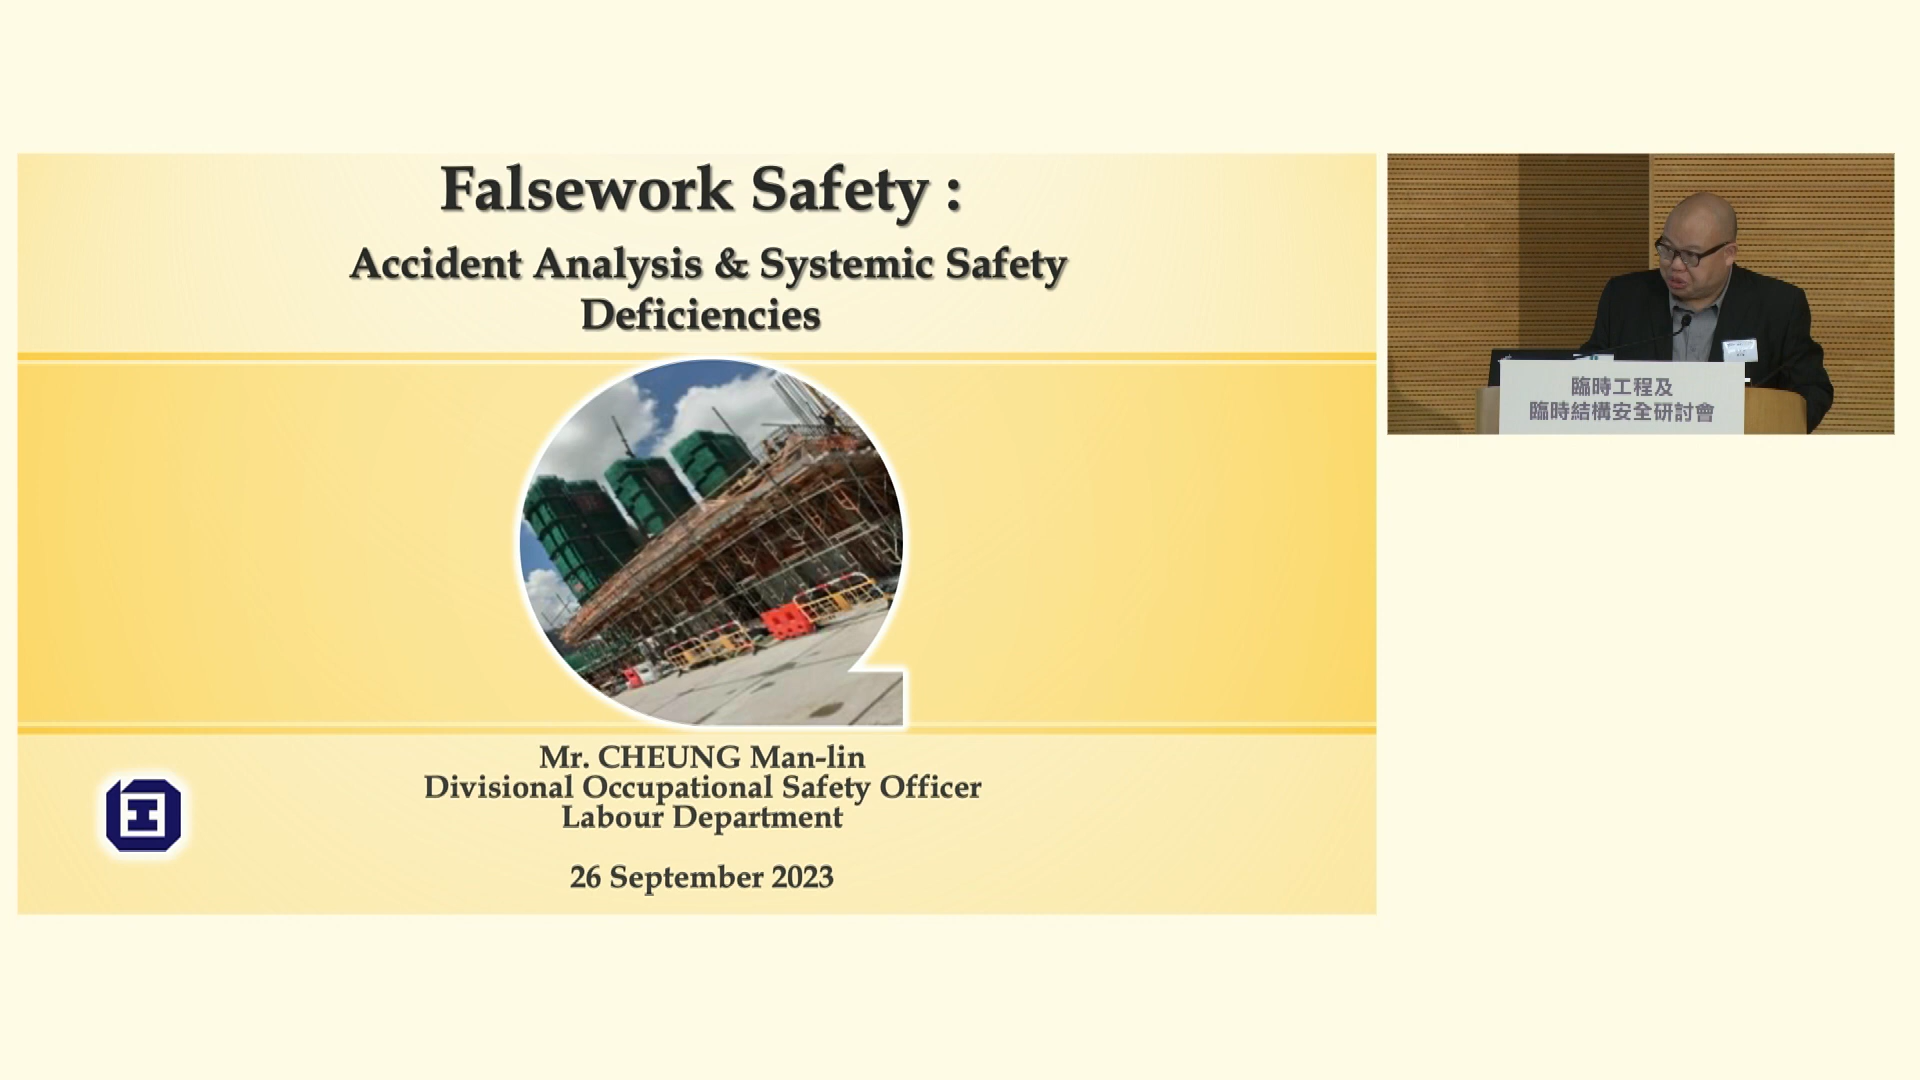 Falsework Safety :
Accident Analysis & Systemic Safety
Deficiencies
Mr. CHEUNG Man-lin
Divisional Occupational Safety Officer
Labour Department
26 September 2023
臨時工程及
臨時結構安全研討會